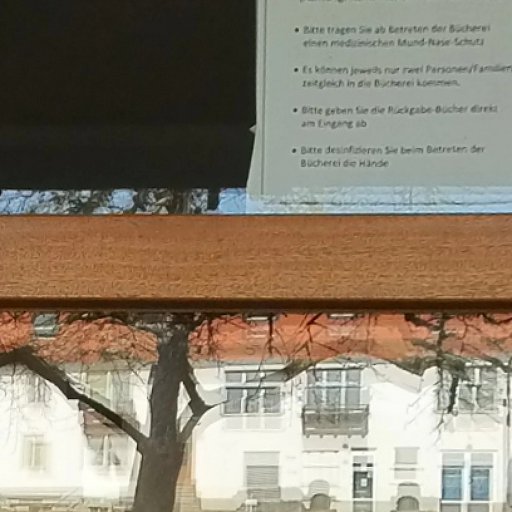 • Bitte tragen Sie ab Betreten der Bücherei
einen medizinischen Mund-Nase-Schutz
• Es können jeweils nur zwei Personen/Familien
zeitgleich in die Bücherei kommen.
• Bitte geben Sie die Rückgabe-Bücher direkt
am Eingang ab
• Bitte desinfizieren Sie beim Betreten der
Bücherei die Hände